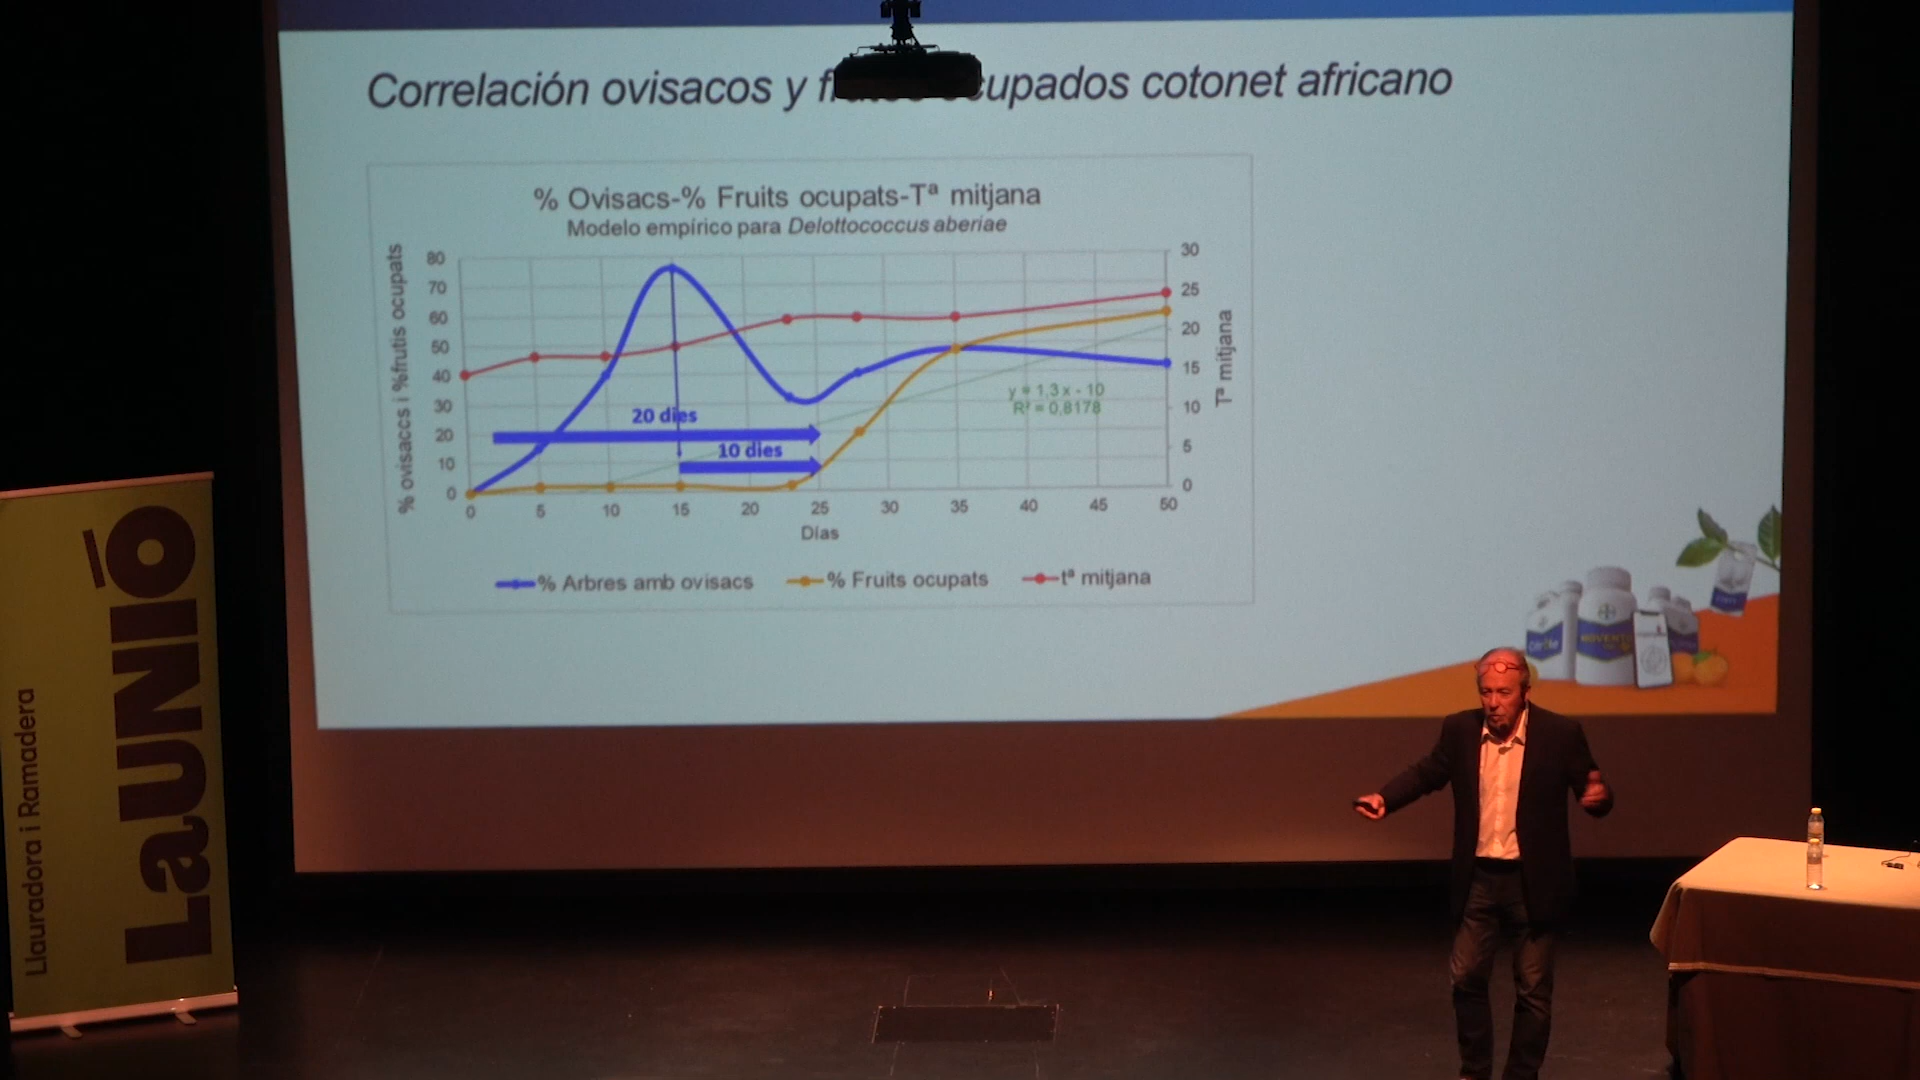 Correlación ovisacos y ocupados cotonet africano
% Ovisacs-% Fruits ocupats-Tª mitjana
Modelo empírico para Delottococcus aberiae
% ovisaccs i %frutis ocupats
80
70
60
50
40
30
20
10
0
30
25
20
15
10
5
0
Tª mitjana
y = 1,3x - 10
R² = 0,8178
20 dies
10 dies
0 5 10 15 20 25 30 35 40 45 50
Días
% Arbres amb ovisacs % Fruits ocupats tª mitjana
LaUNIÓ
Llauradora i Ramadera